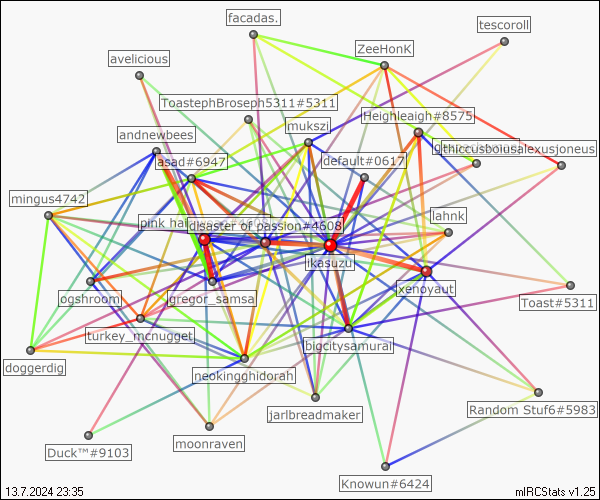 facadas.
tescoroll
ZeeHonK
avelicious
ToastephBroseph5311#5311
Heighleaigh#8575
mukszi
andnewbees
thiccusboiusalexusjoneus
default#0617
asad#6947
mingus4742
lahnk
pink hai
disaster of passion#4608
ikasuzu
xenoyaut
ogshroom
jgregor_samsa
Toast#5311
turkey_mcnugget
bigcitysamurai
doggerdig
neokingghidorah
jarlbreadmaker
Random Stuf6#5983
moonraven
Duck™#9103
Knowun#6424
13.7.2024 23:35
mIRCStats v1.25